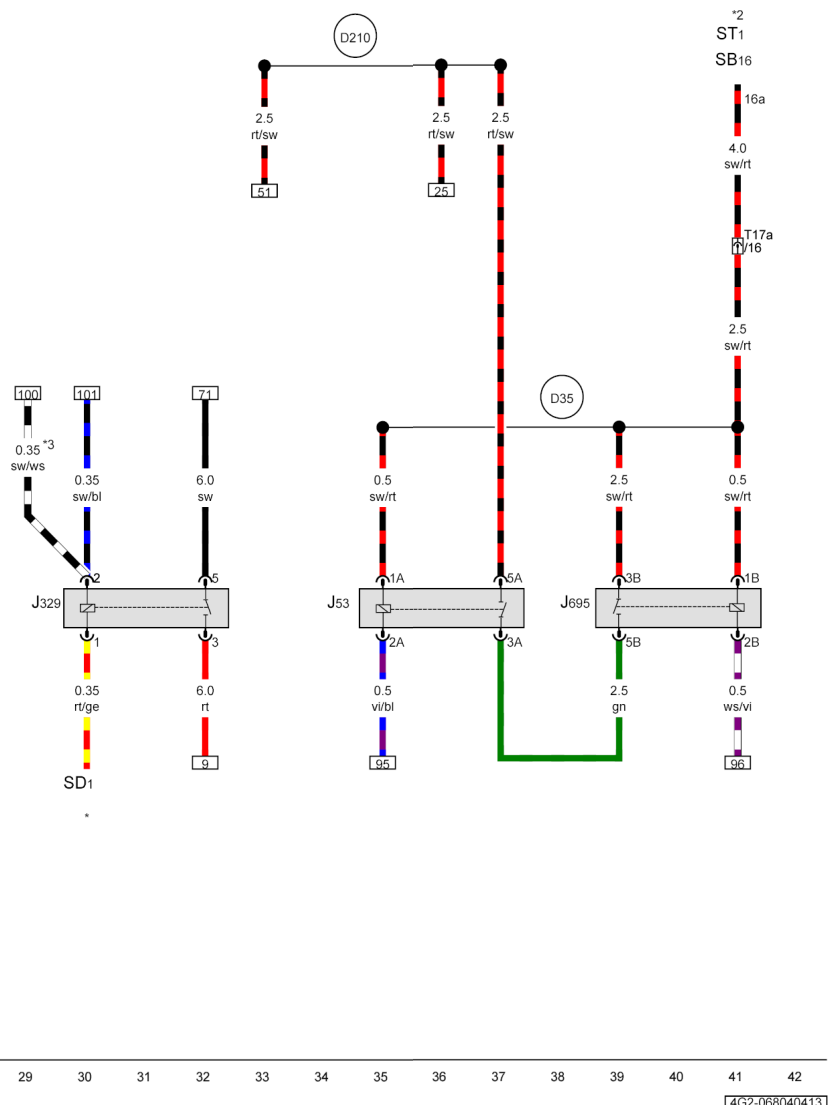 *2
ST1
SB16
D210
16a
2.5
rt/sw
2.5
rt/sw
2.5
rt/sw
4.0
sw/rt
51
25
T17a
/16
2.5
sw/rt
100
101
71
D35
0.35 *3
sw/ws
0.35
sw/bl
6.0
sw
0.5
sw/rt
2.5
sw/rt
0.5
sw/rt
2
5
1A
5A
3B
1B
J329
J53
J695
1
3
2A
3A
5B
2B
0.35
rt/ge
6.0
rt
0.5
vi/bl
2.5
gn
0.5
ws/vi
9
95
96
SD1
*
29 30 31 32 33 34 35 36 37 38 39 40 41 42
4G2-068040413